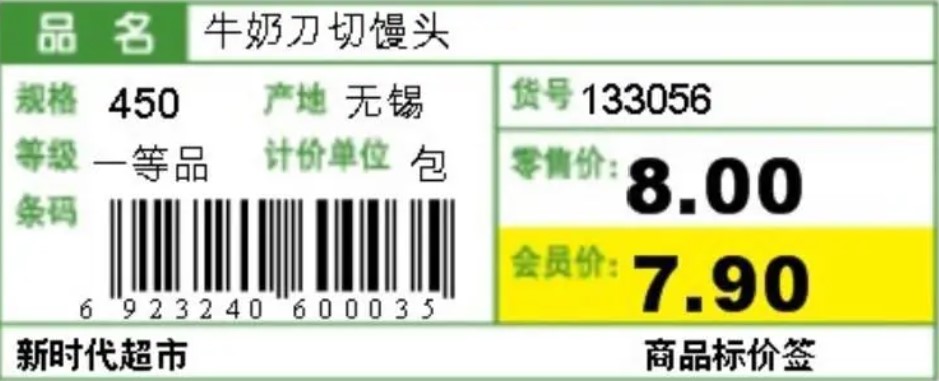 品 名 牛奶刀切馒头
规格 450 产地 无锡 货号 133056
等级 一等品 计价单位 包 零售价: 8.00
条码 会员价: 7.90
6 923240 600035
新时代超市 商品标价签